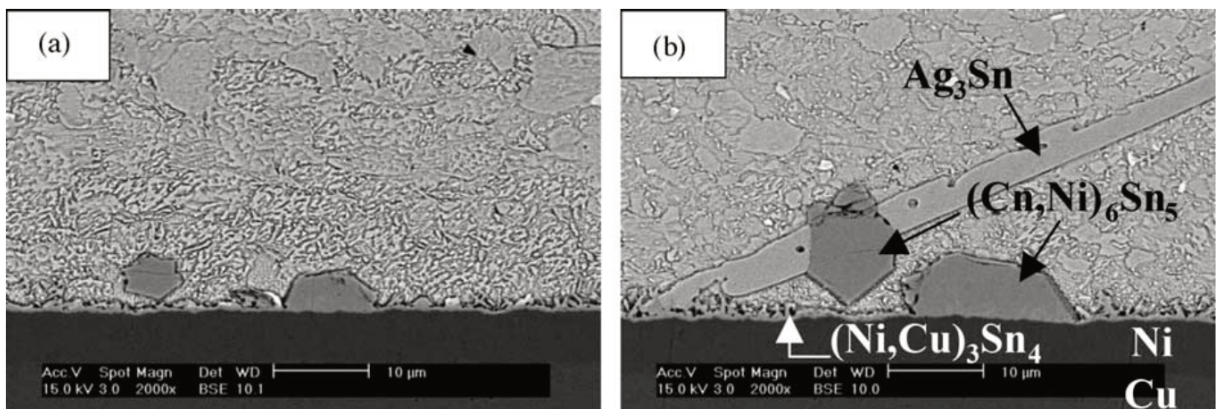 (a)
Acc.V Spot Magn Det WD 10 µm
15.0 kV 3.0 2000x BSE 10.1
(b)
Ag₃Sn
(Cn,Ni)₆Sn₅
(Ni,Cu)₃Sn₄
Ni
Acc.V Spot Magn Det WD 10 µm
15.0 kV 3.0 2000x BSE 10.0
Cu